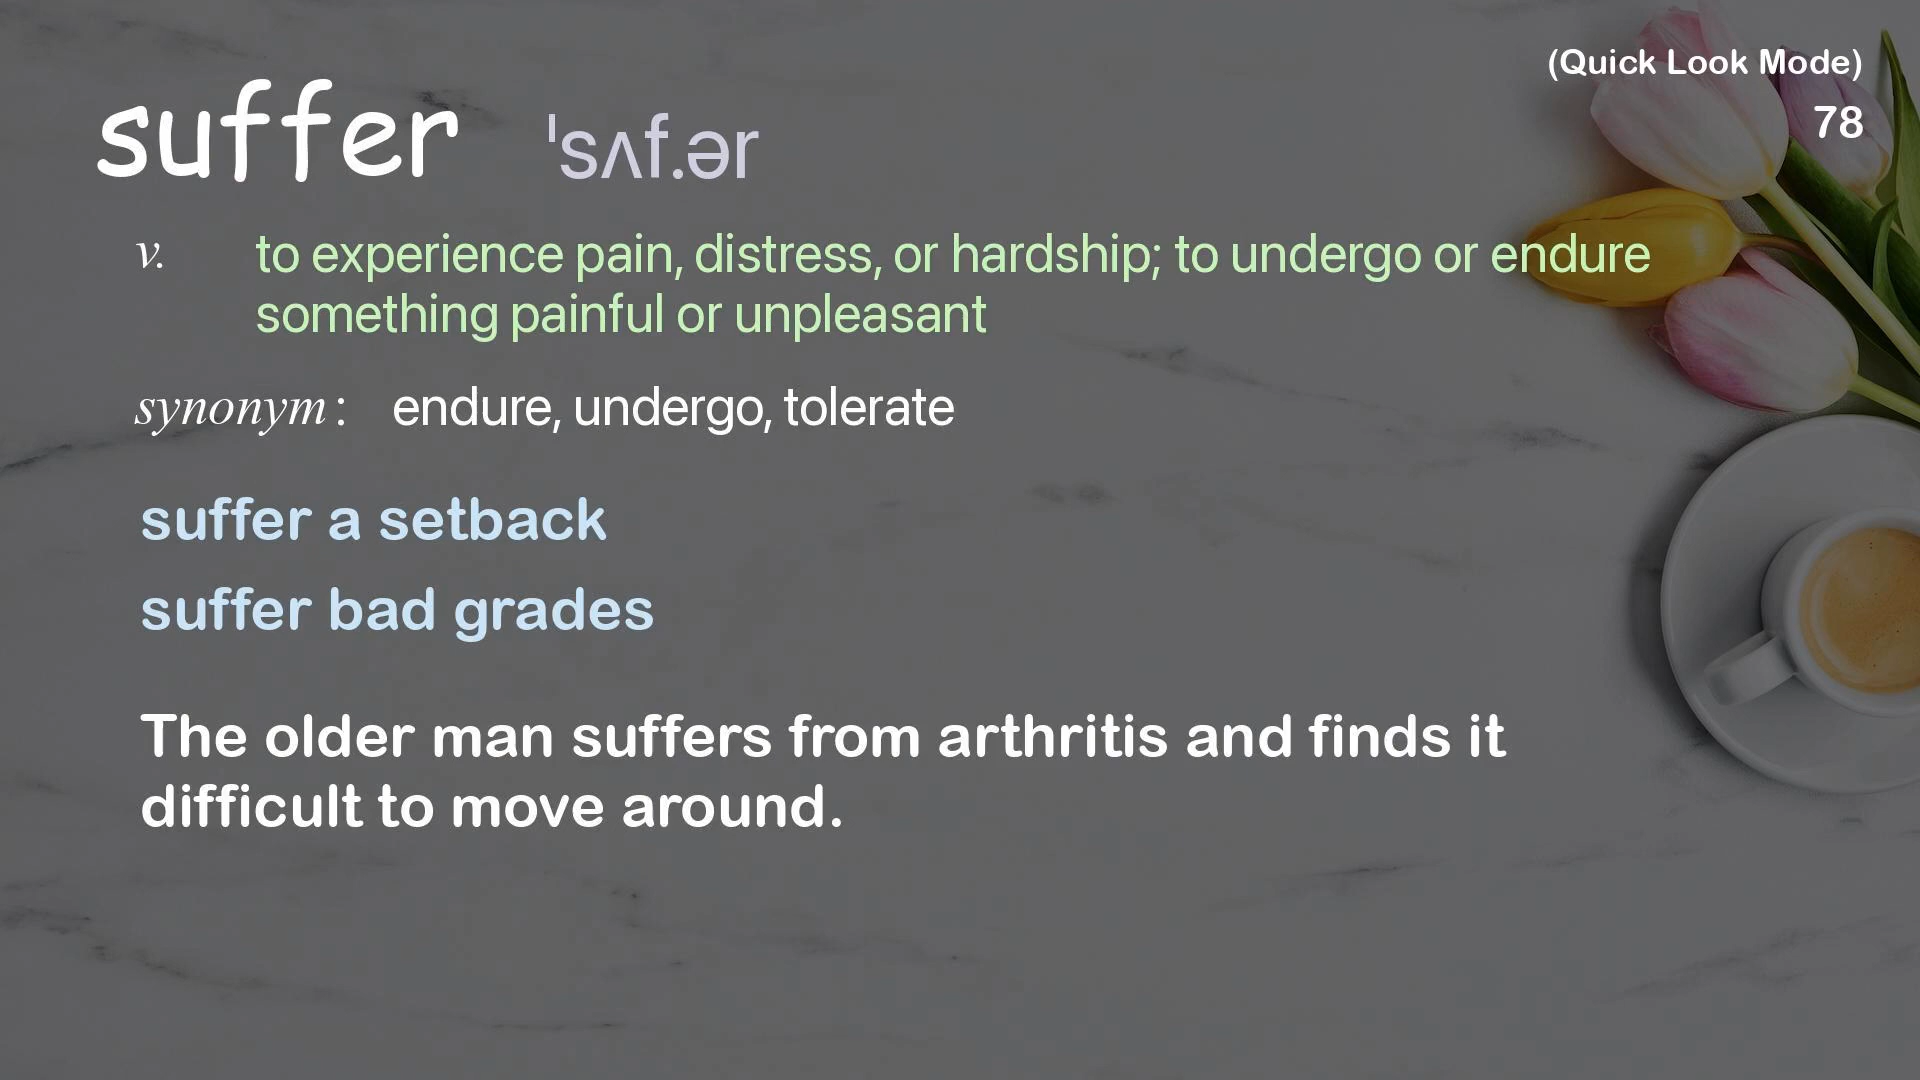 (Quick Look Mode)
78
suffer ˈsʌf.ər
v. to experience pain, distress, or hardship; to undergo or endure
something painful or unpleasant
synonym: endure, undergo, tolerate
suffer a setback
suffer bad grades
The older man suffers from arthritis and finds it
difficult to move around.